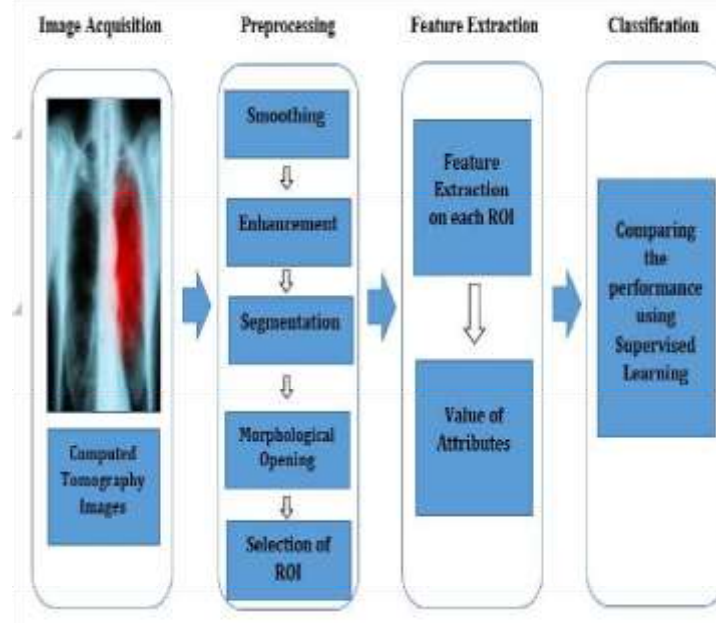 Image Acquisition
Preprocessing
Feature Extraction
Classification
Computed
Tomography
Images
Smoothing
Enhancement
Segmentation
Morphological
Opening
Selection of
ROI
Feature
Extraction
on each ROI
Value of
Attributes
Comparing
the
performance
using
Supervised
Learning